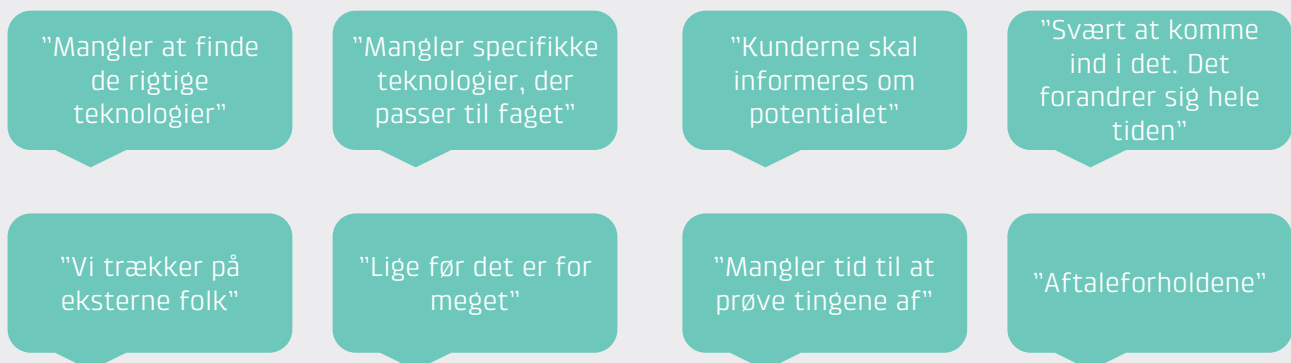 ”Mangler at finde
de rigtige
teknologier”
”Mangler specifikke
teknologier, der
passer til faget”
”Kunderne skal
informeres om
potentialet”
”Svært at komme
ind i det. Det
forandrer sig hele
tiden”
”Vi trækker på
eksterne folk”
”Lige før det er for
meget”
”Mangler tid til at
prøve tingene af”
”Aftaleforholdene”